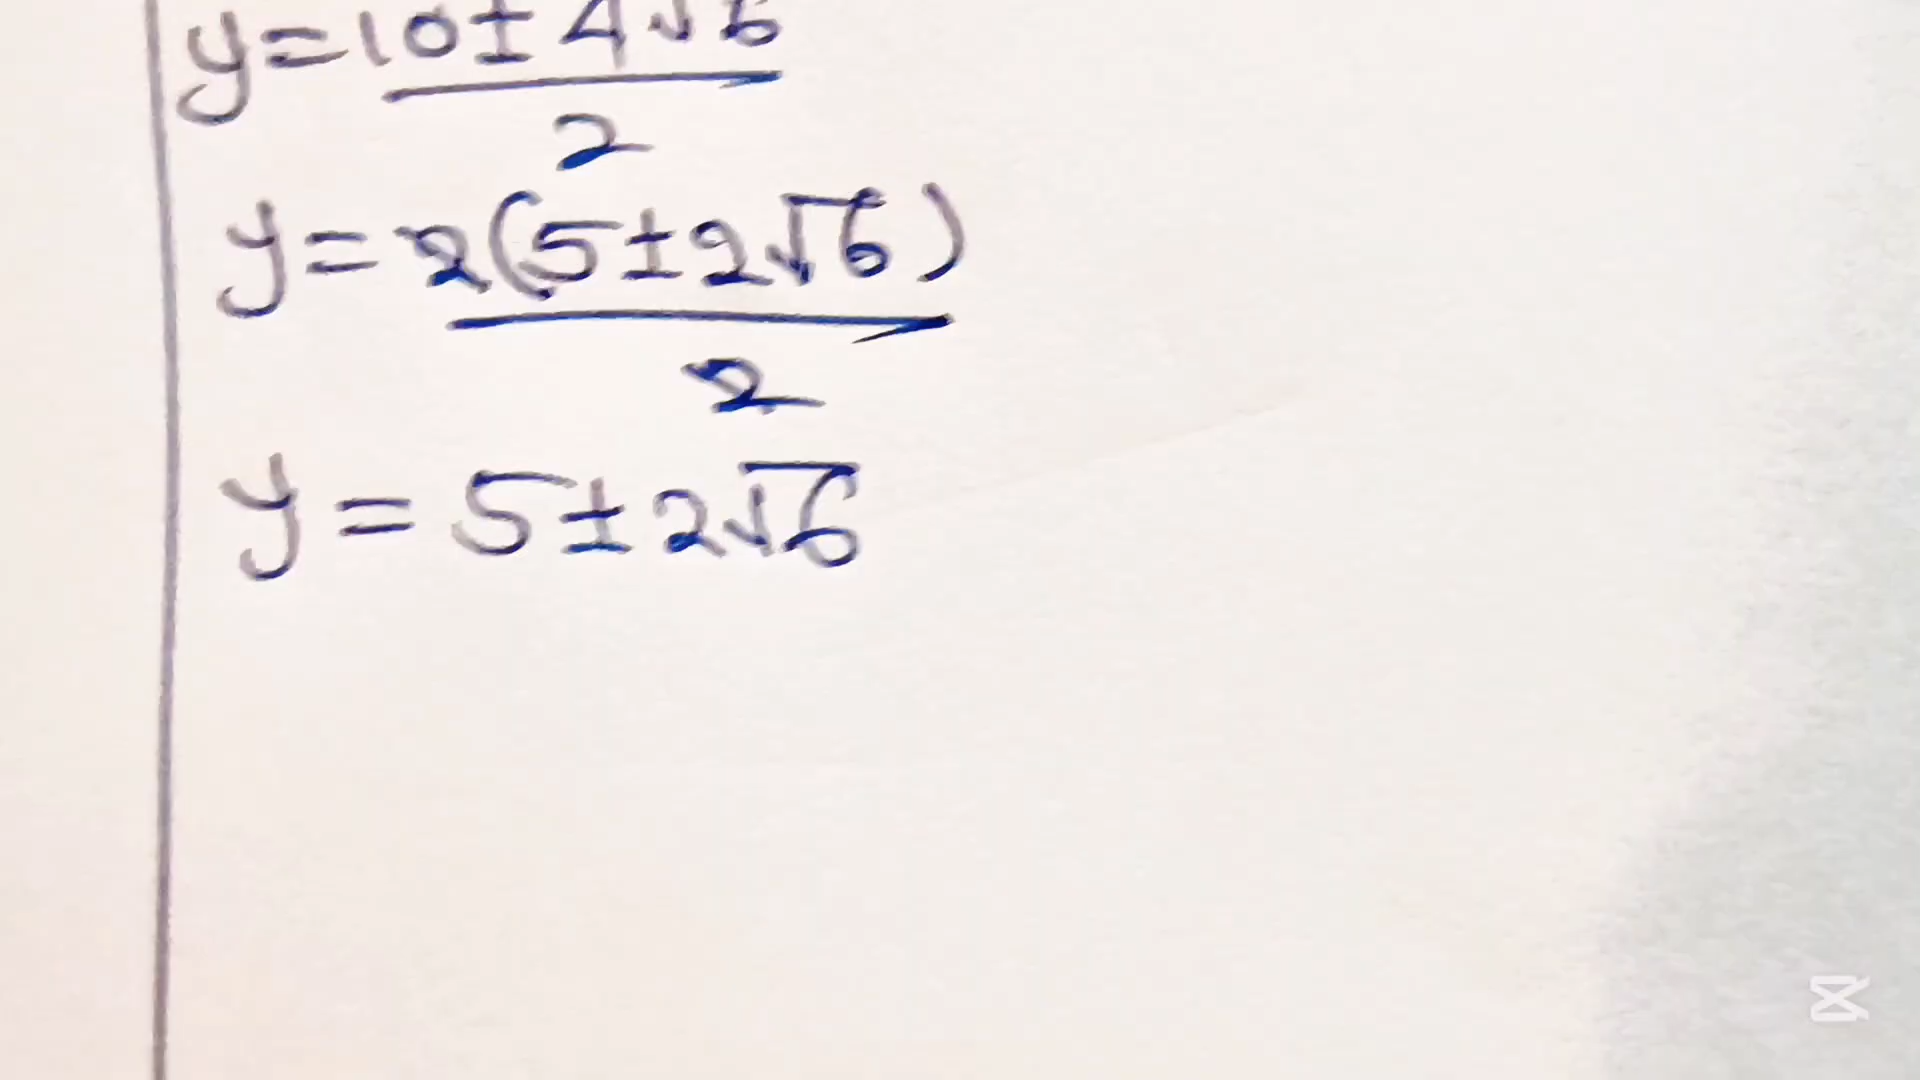 y = 10 ± 4√6
2
y = 2(5 ± 2√6)
2
y = 5 ± 2√6